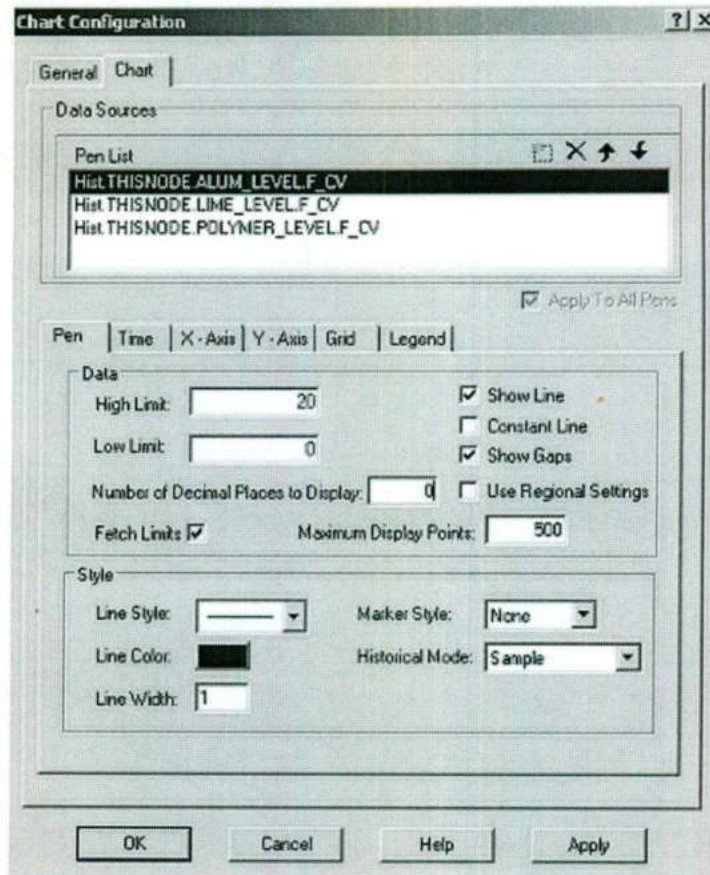 Chart Configuration
General Chart
Data Sources
Pen List
Hist.THISNODE.ALUM_LEVEL.F_CV
Hist.THISNODE.LIME_LEVEL.F_CV
Hist.THISNODE.POLYMER_LEVEL.F_CV
Apply To All Pens
Pen Time X - Axis Y - Axis Grid Legend
Data
High Limit: 20 Show Line
Constant Line
Low Limit: 0 Show Gaps
Number of Decimal Places to Display: 0 Use Regional Settings
Fetch Limits Maximum Display Points: 500
Style
Line Style: Marker Style: None
Line Color: Historical Mode: Sample
Line Width: 1
OK Cancel Help Apply